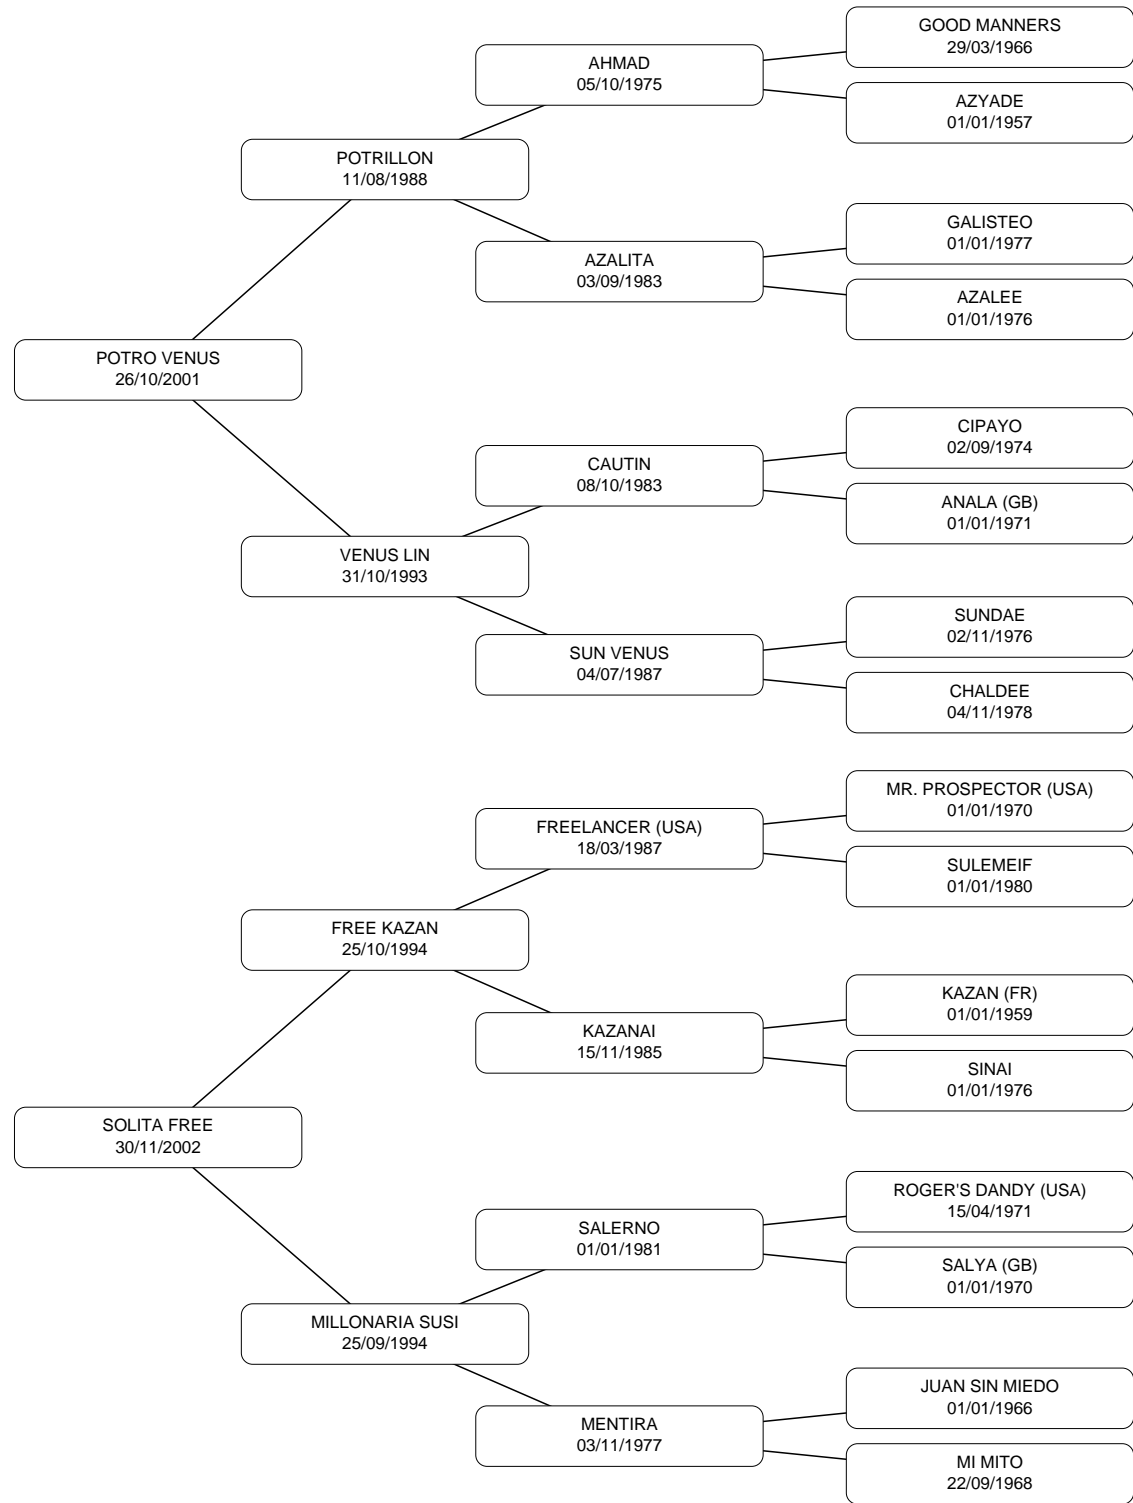 GOOD MANNERS
29/03/1966
AHMAD
05/10/1975
AZYADE
01/01/1957
POTRILLON
11/08/1988
GALISTEO
01/01/1977
AZALITA
03/09/1983
AZALEE
01/01/1976
POTRO VENUS
26/10/2001
CIPAYO
02/09/1974
CAUTIN
08/10/1983
ANALA (GB)
01/01/1971
VENUS LIN
31/10/1993
SUNDAE
02/11/1976
SUN VENUS
04/07/1987
CHALDEE
04/11/1978
MR. PROSPECTOR (USA)
01/01/1970
FREELANCER (USA)
18/03/1987
SULEMEIF
01/01/1980
FREE KAZAN
25/10/1994
KAZAN (FR)
01/01/1959
KAZANAI
15/11/1985
SINAI
01/01/1976
SOLITA FREE
30/11/2002
ROGER'S DANDY (USA)
15/04/1971
SALERNO
01/01/1981
SALYA (GB)
01/01/1970
MILLONARIA SUSI
25/09/1994
JUAN SIN MIEDO
01/01/1966
MENTIRA
03/11/1977
MI MITO
22/09/1968